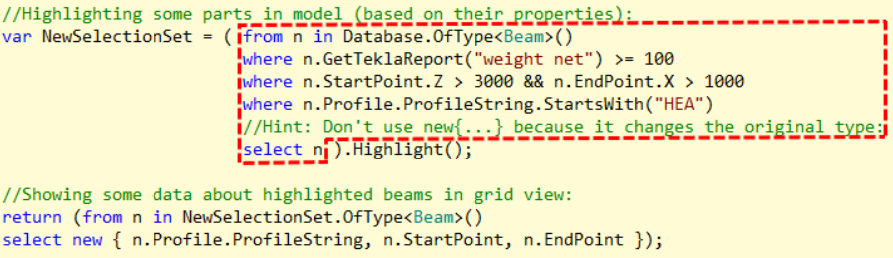 //Highlighting some parts in model (based on their properties):
var NewSelectionSet = ( from n in Database.OfType<Beam>()
where n.GetTeklaReport("weight net") >= 100
where n.StartPoint.Z > 3000 && n.EndPoint.X > 1000
where n.Profile.ProfileString.StartsWith("HEA")
//Hint: Don't use new{...} because it changes the original type:
select n ).Highlight();
//Showing some data about highlighted beams in grid view:
return (from n in NewSelectionSet.OfType<Beam>()
select new { n.Profile.ProfileString, n.StartPoint, n.EndPoint });